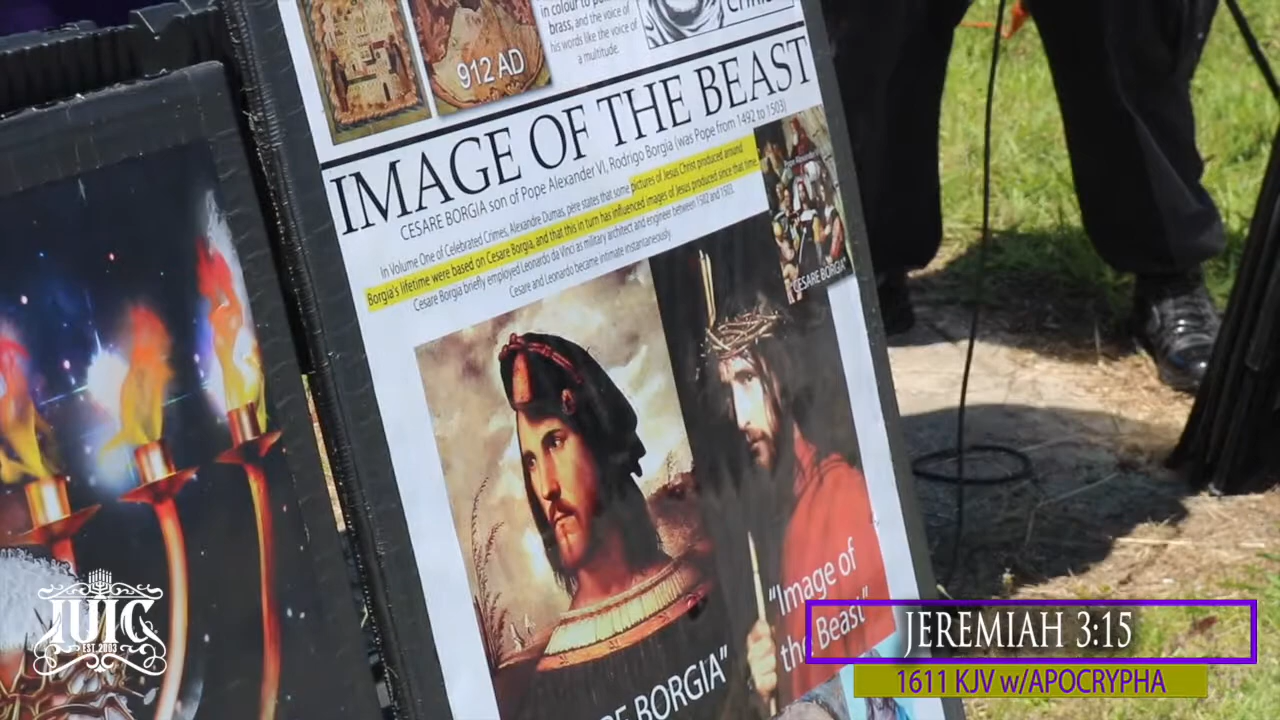 brass, and the voice of
his words like the voice of
a multitude.
912 AD
IMAGE OF THE BEAST
CESARE BORGIA son of Pope Alexander VI, Rodrigo Borgia (was Pope from 1492 to 1503)
In Volume One of Celebrated Crimes, Alexandre Dumas, père states that some pictures of Jesus Christ produced around
Borgia's lifetime were based on Cesare Borgia, and that this in turn has influenced images of Jesus produced since that time.
Cesare Borgia briefly employed Leonardo da Vinci as military architect and engineer between 1502 and 1503.
Cesare and Leonardo became intimate instantaneously.
CESARE BORGIA"
"Image of
the Beast"
BORGIA"
IUIC
EST. 2003
JEREMIAH 3:15
1611 KJV w/APOCRYPHA